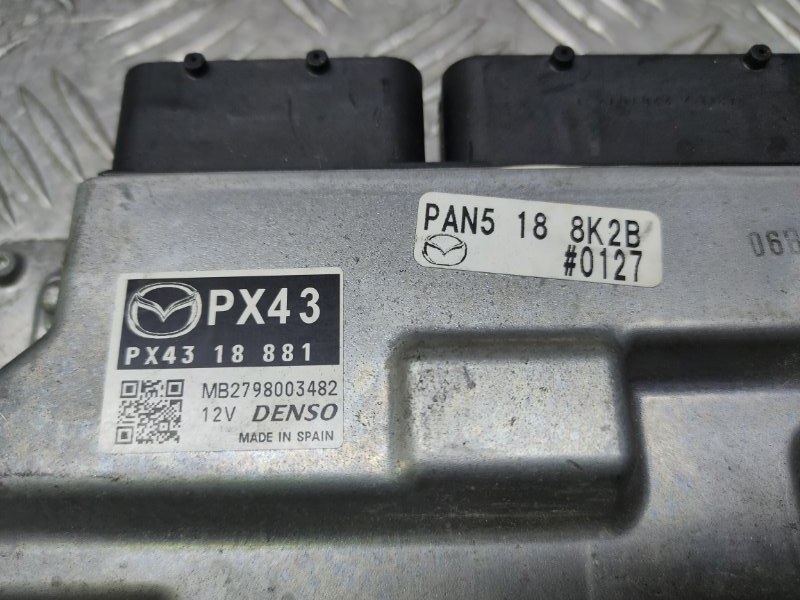 PAN5 18 8K2B
#0127
PX43
PX43 18 881
MB2798003482
12V DENSO
MADE IN SPAIN